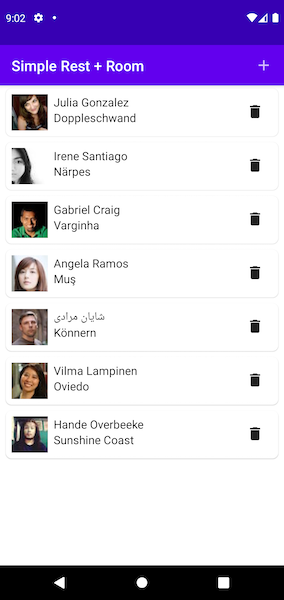 9:02
Simple Rest + Room
Julia Gonzalez
Doppleschwand
Irene Santiago
Närpes
Gabriel Craig
Varginha
Angela Ramos
Muş
شایان مرادی
Könnern
Vilma Lampinen
Oviedo
Hande Overbeeke
Sunshine Coast